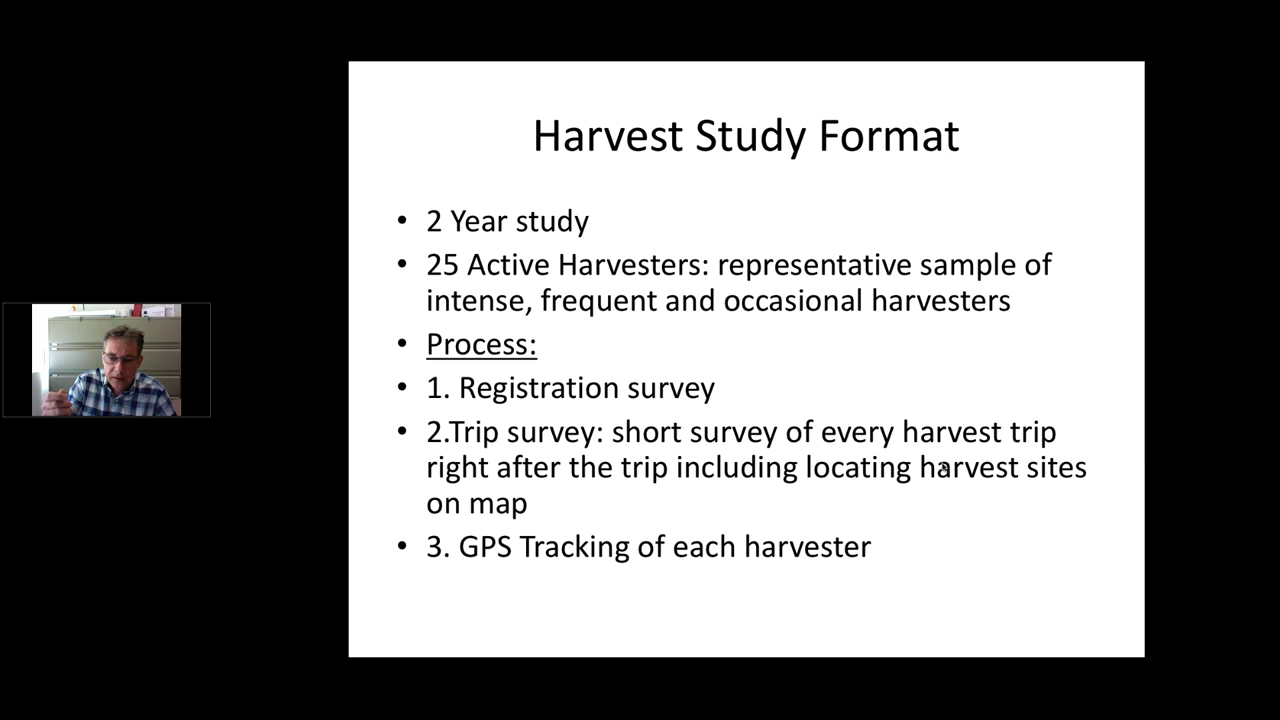 Harvest Study Format
• 2 Year study
• 25 Active Harvesters: representative sample of
intense, frequent and occasional harvesters
• Process:
• 1. Registration survey
• 2.Trip survey: short survey of every harvest trip
right after the trip including locating harvest sites
on map
• 3. GPS Tracking of each harvester